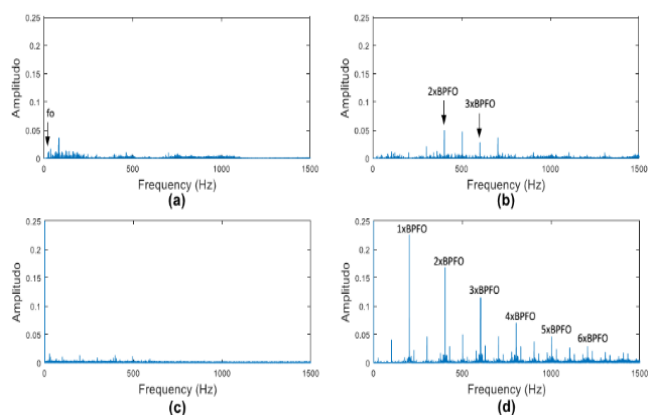 0.25
0.2
0.15
0.1
0.05
0
Amplitudo
fo
0
500
1000
1500
Frequency (Hz)
(a)
0.25
0.2
0.15
0.1
0.05
0
Amplitudo
2xBPFO
3xBPFO
0
500
1000
1500
Frequency (Hz)
(b)
0.25
0.2
0.15
0.1
0.05
0
Amplitudo
0
500
1000
1500
Frequency (Hz)
(c)
0.25
0.2
0.15
0.1
0.05
0
Amplitudo
1xBPFO
2xBPFO
3xBPFO
4xBPFO
5xBPFO
6xBPFO
0
500
1000
1500
Frequency (Hz)
(d)